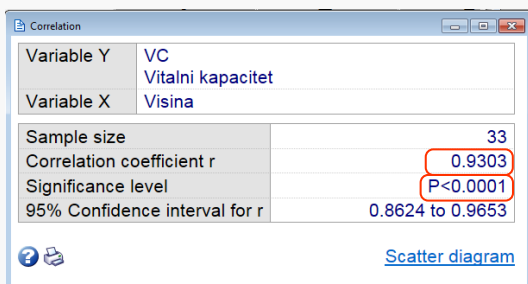 Correlation
Variable Y VC
Vitalni kapacitet
Variable X Visina
Sample size 33
Correlation coefficient r 0.9303
Significance level P<0.0001
95% Confidence interval for r 0.8624 to 0.9653
Scatter diagram